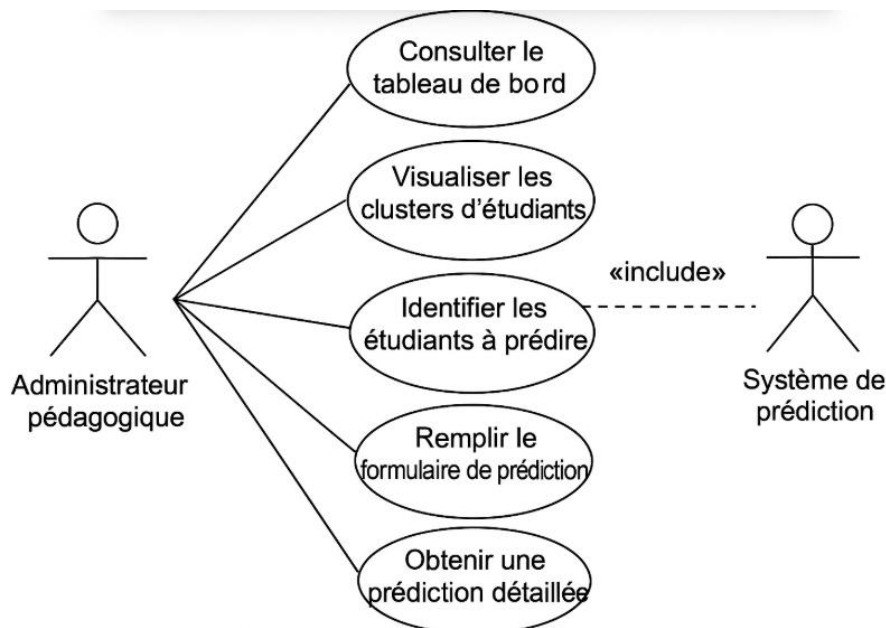 Consulter le
tableau de bord
Visualiser les
clusters d'étudiants
«include»
Identifier les
étudiants à prédire
Administrateur
pédagogique
Système de
prédiction
Remplir le
formulaire de prédiction
Obtenir une
prédiction détaillée